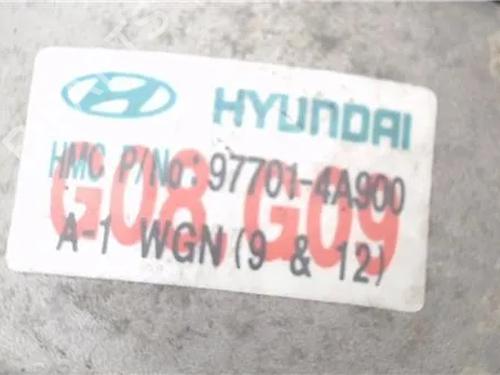 HYUNDAI
HMC P/No:97701-4A900
G08 G09
A-1 WGN(9 & 12)